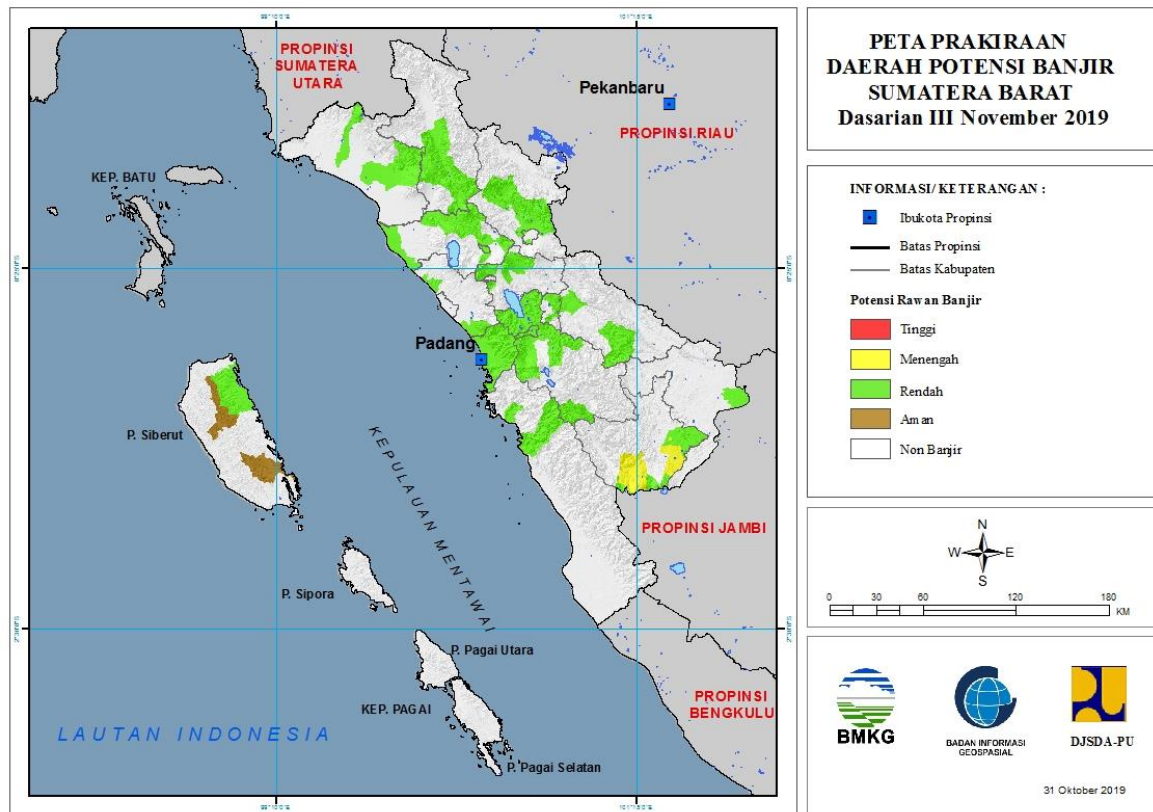 PROPINSI
SUMATERA
UTARA
Pekanbaru
PROPINSI RIAU
KEP. BATU
Padang
P. Siberut
KEPULAUAN MENTAWAI
PROPINSI JAMBI
P. Sipora
P. Pagai Utara
KEP. PAGAI
PROPINSI
BENGKULU
LAUTAN INDONESIA
P. Pagai Selatan
PETA PRAKIRAAN
DAERAH POTENSI BANJIR
SUMATERA BARAT
Dasarian III November 2019
INFORMASI/ KETERANGAN :
Ibukota Propinsi
Batas Propinsi
Batas Kabupaten
Potensi Rawan Banjir
Tinggi
Menengah
Rendah
Aman
Non Banjir
N
W E
S
0 30 60 120 180
KM
BMKG
BADAN INFORMASI
GEOSPASIAL
DJSDA-PU
31 Oktober 2019